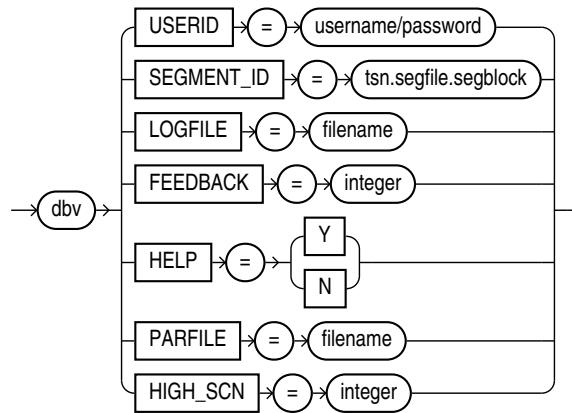 USERID = username/password
SEGMENT_ID = tsn.segfile.segblock
LOGFILE = filename
FEEDBACK = integer
dbv
Y
HELP =
N
PARFILE = filename
HIGH_SCN = integer